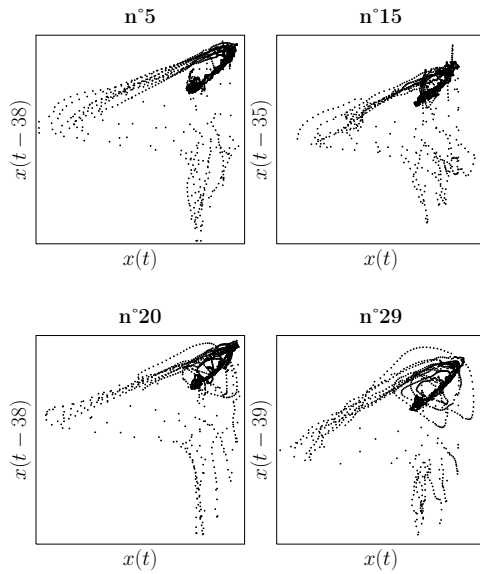 n°5
n°15
x(t − 38)
x(t − 35)
x(t)
x(t)
n°20
n°29
x(t − 38)
x(t − 39)
x(t)
x(t)